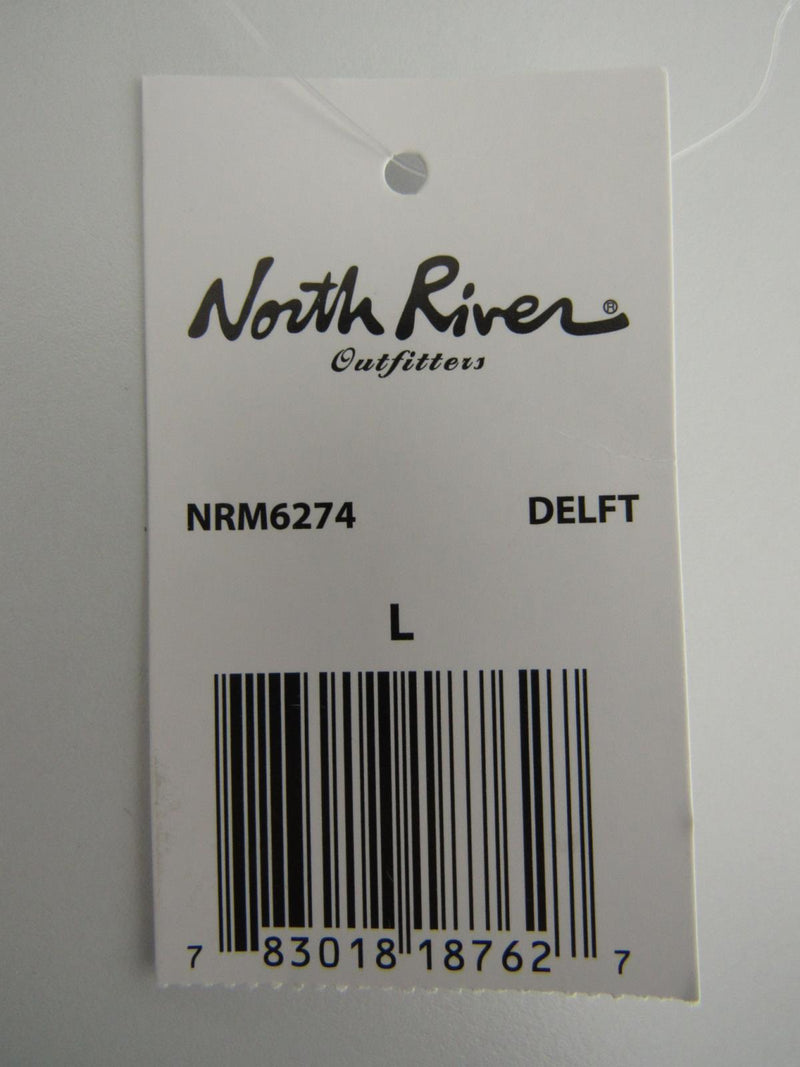 North River®
Outfitters
NRM6274 DELFT
L
7 83018 18762 7